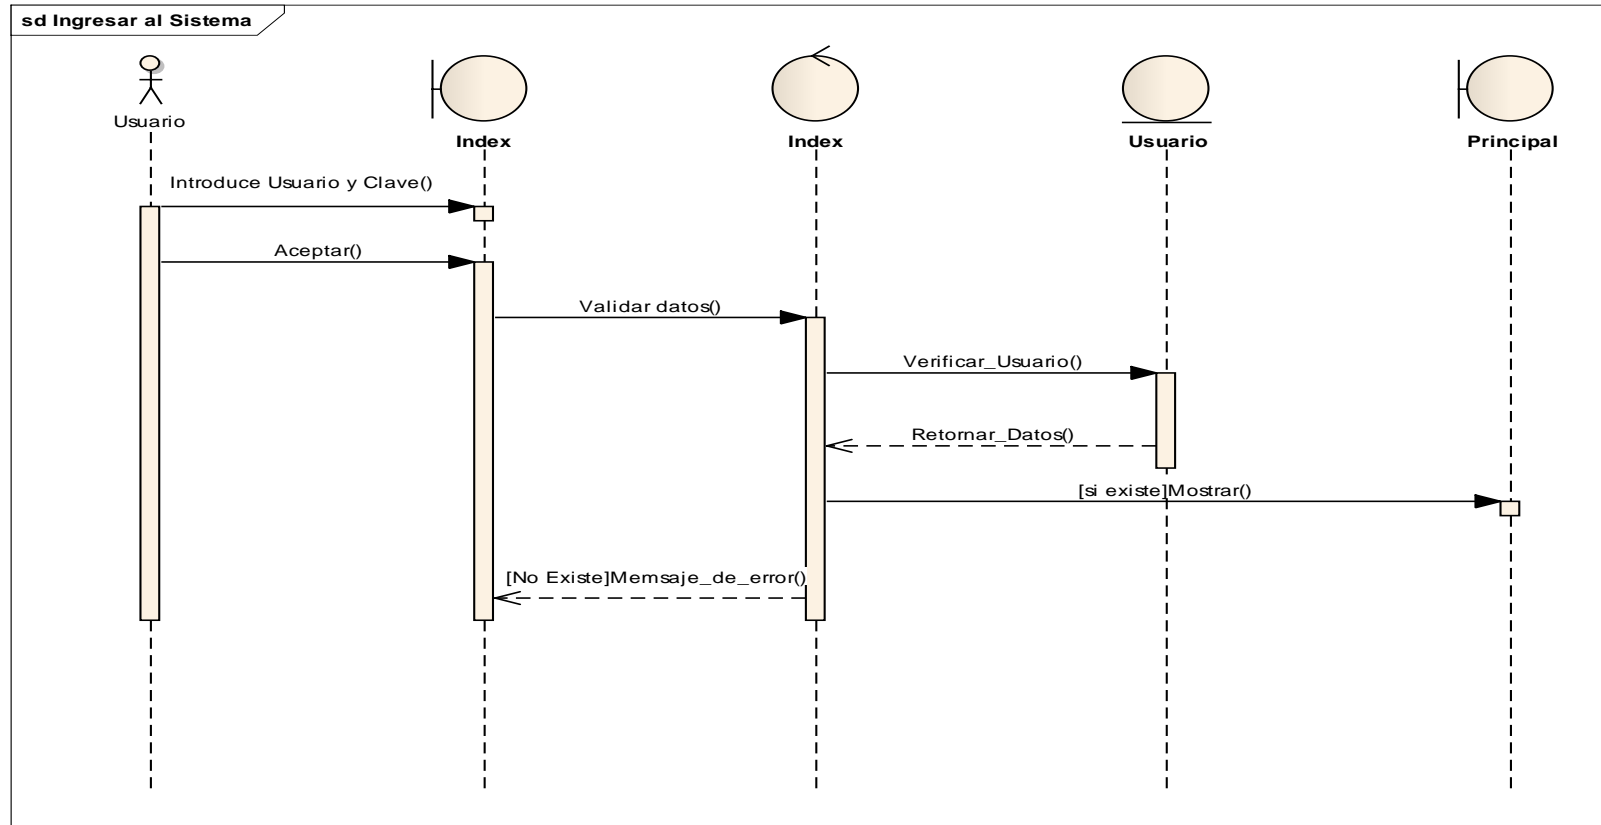 sd Ingresar al Sistema
Usuario
Index
Index
Usuario
Principal
Introduce Usuario y Clave()
Aceptar()
Validar datos()
Verificar_Usuario()
Retornar_Datos()
[si existe]Mostrar()
[No Existe]Memsaje_de_error()